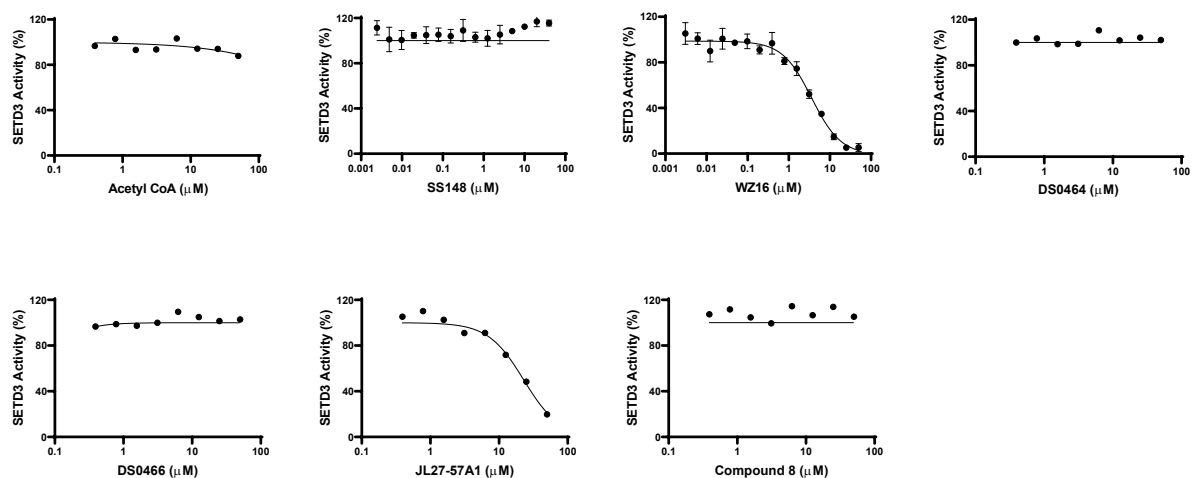 SETD3 Activity (%)
120
80
40
0
0.1 1 10 100
Acetyl CoA (μM)
SETD3 Activity (%)
120
80
40
0
0.001 0.01 0.1 1 10 100
SS148 (μM)
SETD3 Activity (%)
120
80
40
0
0.001 0.01 0.1 1 10 100
WZ16 (μM)
SETD3 Activity (%)
120
80
40
0
0.1 1 10 100
DS0464 (μM)
SETD3 Activity (%)
120
80
40
0
0.1 1 10 100
DS0466 (μM)
SETD3 Activity (%)
120
80
40
0
0.1 1 10 100
JL27-57A1 (μM)
SETD3 Activity (%)
120
80
40
0
0.1 1 10 100
Compound 8 (μM)